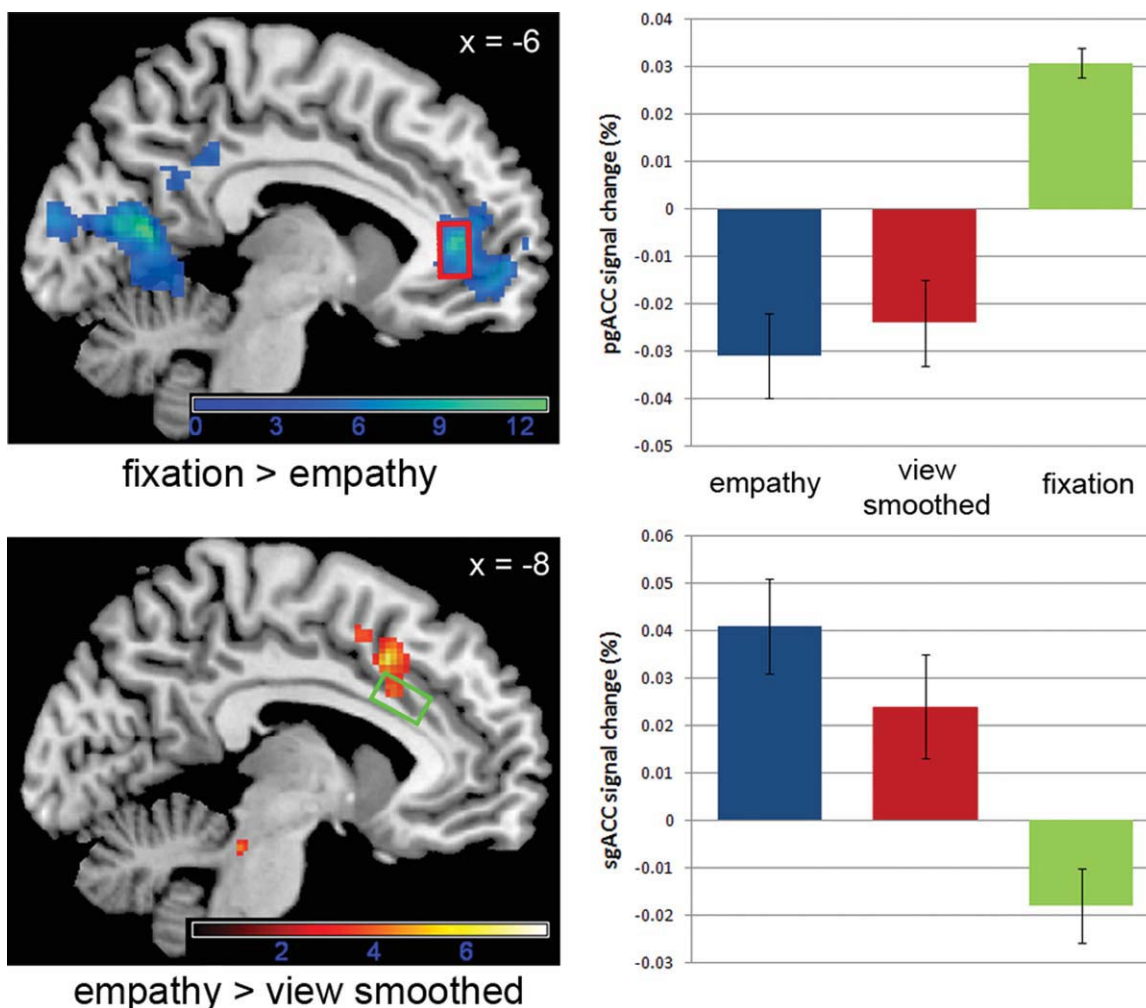 x = -6
0 3 6 9 12
fixation > empathy
pgACC signal change (%)
0.04
0.03
0.02
0.01
0
-0.01
-0.02
-0.03
-0.04
-0.05
empathy
view
smoothed
fixation
x = -8
2 4 6
empathy > view smoothed
sgACC signal change (%)
0.06
0.05
0.04
0.03
0.02
0.01
0
-0.01
-0.02
-0.03